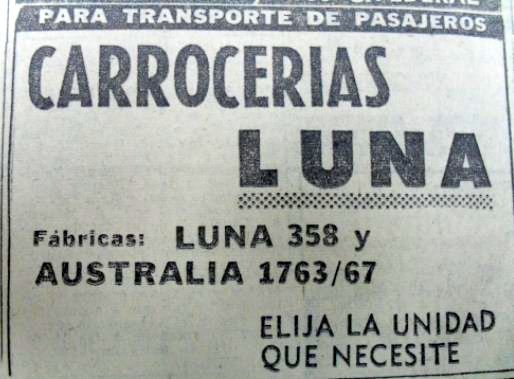 PARA TRANSPORTE DE PASAJEROS
CARROCERIAS
LUNA
Fábricas: LUNA 358 y
AUSTRALIA 1763/67
ELIJA LA UNIDAD
QUE NECESITE